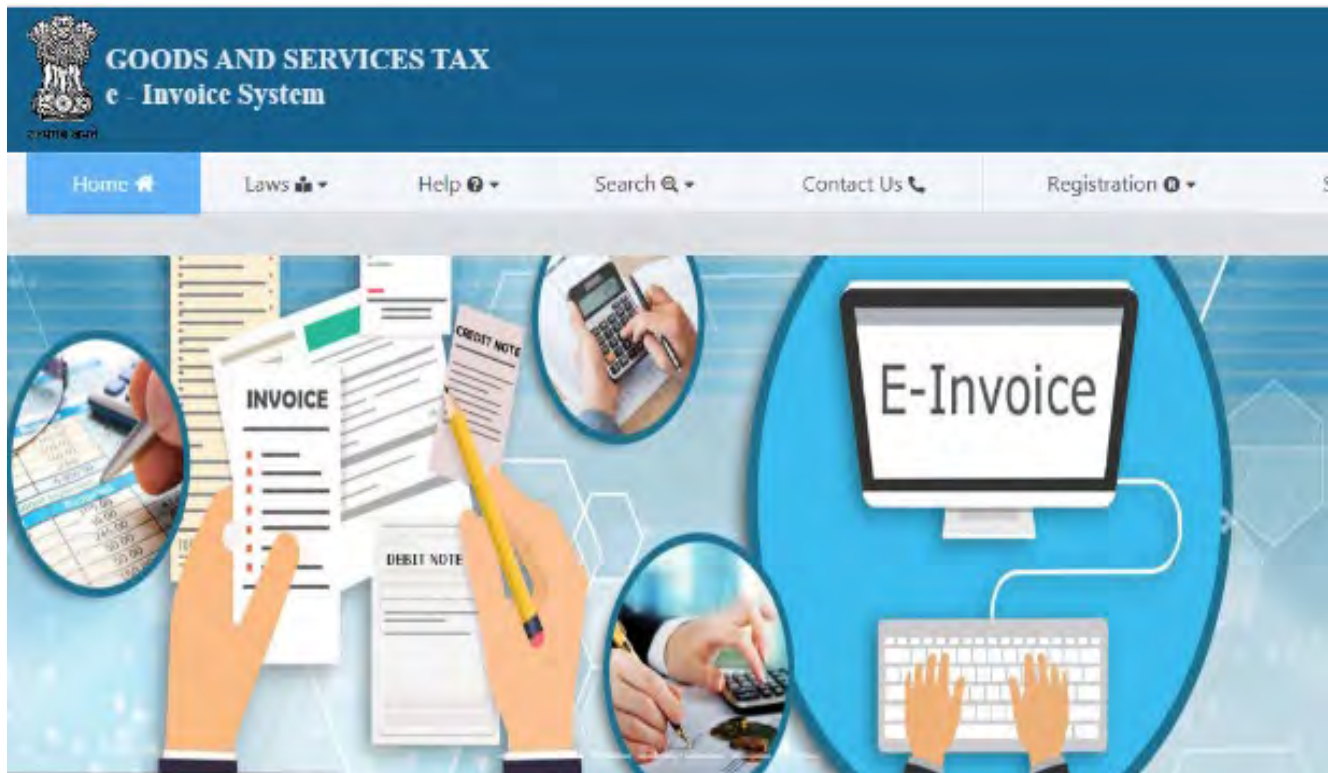 GOODS AND SERVICES TAX
e - Invoice System
Home
Laws
Help
Search
Contact Us
Registration
S
CREDIT NOTE
INVOICE
E-Invoice
DEBIT NOTE